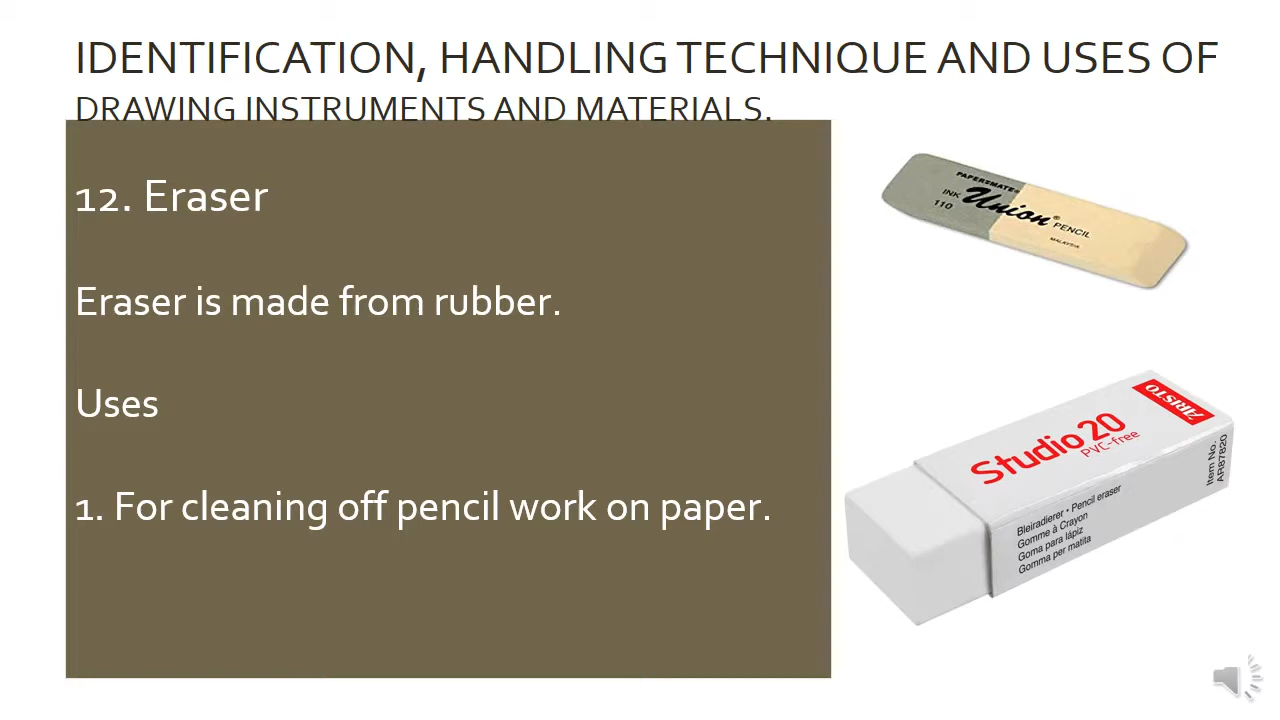 IDENTIFICATION, HANDLING TECHNIQUE AND USES OF
DRAWING INSTRUMENTS AND MATERIALS.
12. Eraser
Eraser is made from rubber.
Uses
1. For cleaning off pencil work on paper.
PAPERMATE®
INK Union® PENCIL
110
MALAYSIA
ARISTO
Studio 20
PVC-free
Item No.
AR87820
Bleiradierer • Pencil eraser
Gomme à Crayon
Goma para lápiz
Gomma per matita